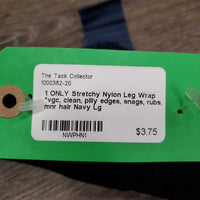 The Tack Collector
1000362-20
1 ONLY Stretchy Nylon Leg Wrap
*vgc, clean, pilly edges, snags, rubs,
mnr hair Navy Lg
$3.75
NWPHN1